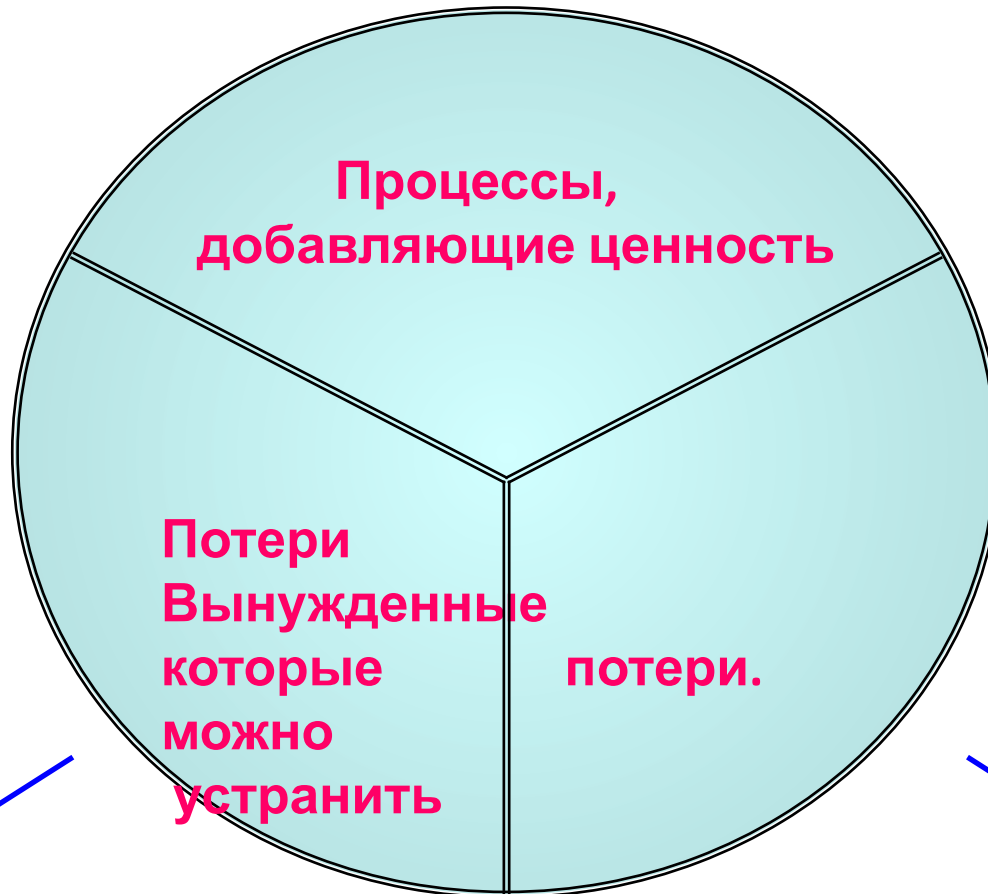 Процессы,
добавляющие ценность
Потери
Вынужденные
которые потери.
можно
устранить